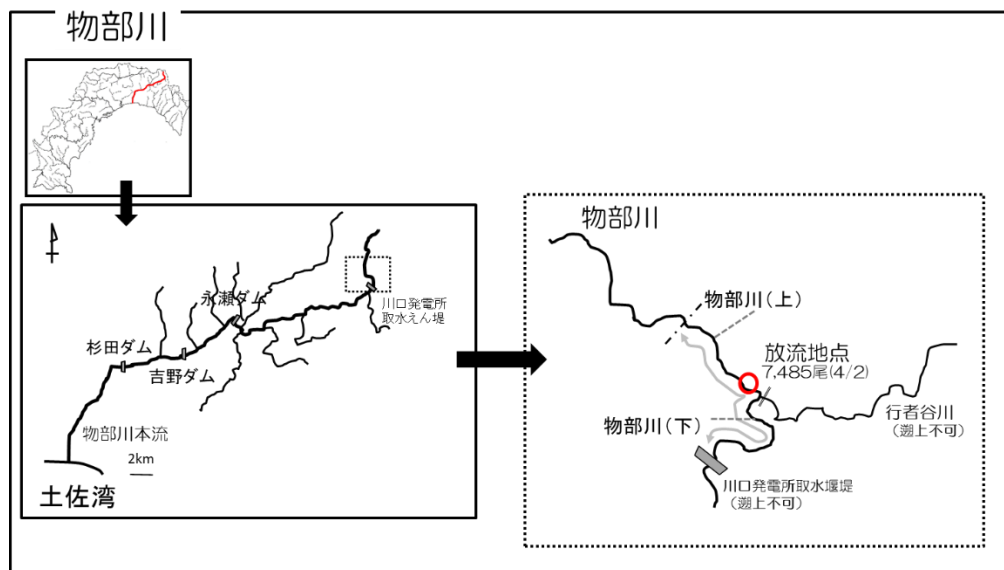 物部川
永瀬ダム
川口発電所
取水えん堤
杉田ダム
吉野ダム
物部川本流
2km
土佐湾
物部川
物部川(上)
放流地点
7,485尾(4/2)
行者谷川
(遡上不可)
物部川(下)
川口発電所取水堰堤
(遡上不可)